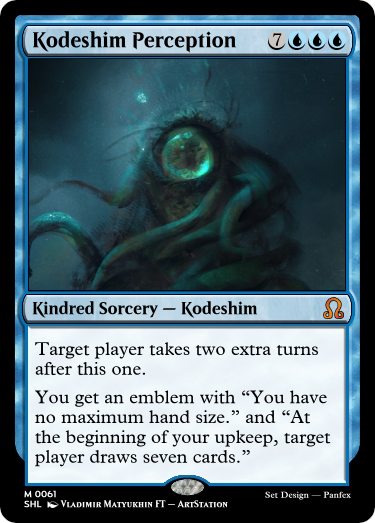 Kodeshim Perception 7
Kindred Sorcery — Kodeshim
Target player takes two extra turns
after this one.
You get an emblem with “You have
no maximum hand size.” and “At
the beginning of your upkeep, target
player draws seven cards.”
M 0061
SHL Vladimir Matyukhin FT — ArtStation
Set Design — Panfex